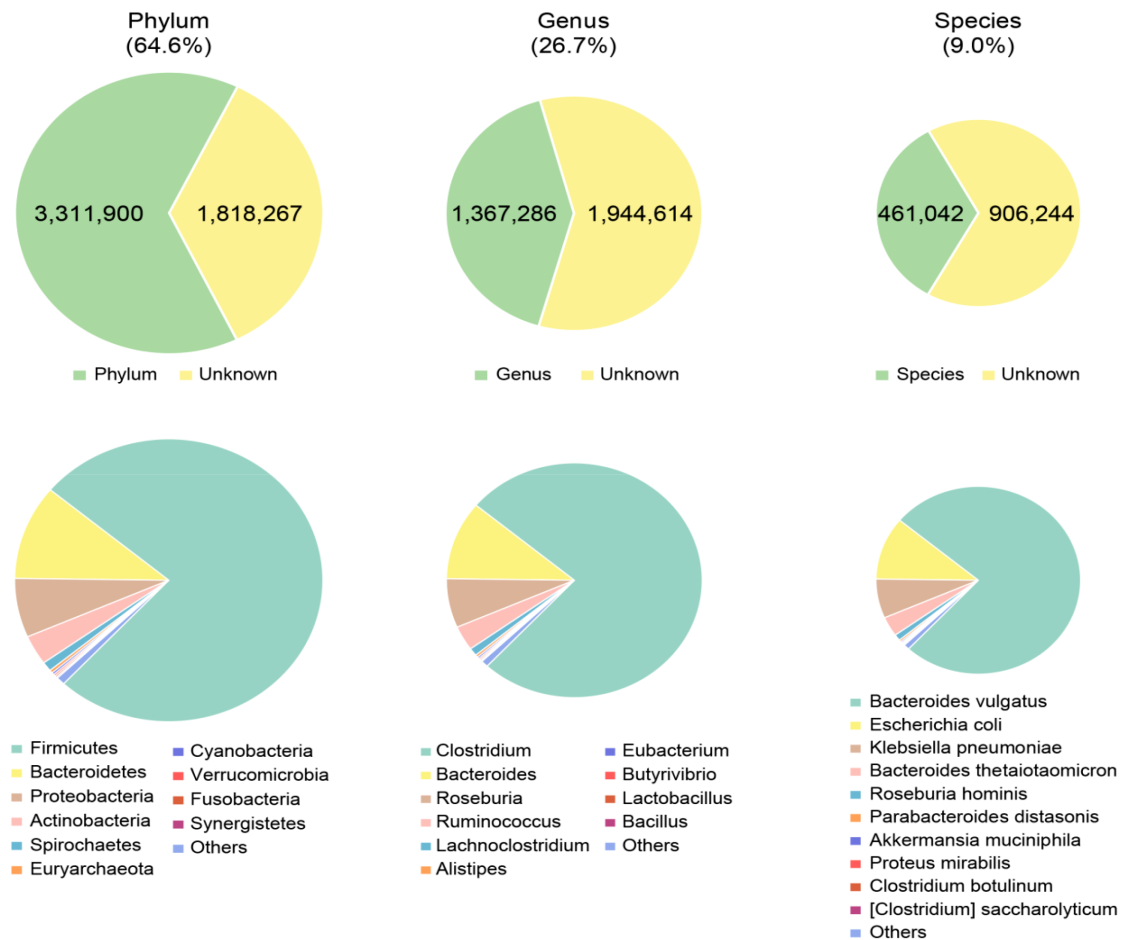 Phylum
(64.6%)
Genus
(26.7%)
Species
(9.0%)
3,311,900
1,818,267
1,367,286
1,944,614
461,042
906,244
Phylum
Unknown
Genus
Unknown
Species
Unknown
Firmicutes
Bacteroidetes
Proteobacteria
Actinobacteria
Spirochaetes
Euryarchaeota
Cyanobacteria
Verrucomicrobia
Fusobacteria
Synergistetes
Others
Clostridium
Bacteroides
Roseburia
Ruminococcus
Lachnoclostridium
Alistipes
Eubacterium
Butyrivibrio
Lactobacillus
Bacillus
Others
Bacteroides vulgatus
Escherichia coli
Klebsiella pneumoniae
Bacteroides thetaiotaomicron
Roseburia hominis
Parabacteroides distasonis
Akkermansia muciniphila
Proteus mirabilis
Clostridium botulinum
[Clostridium] saccharolyticum
Others